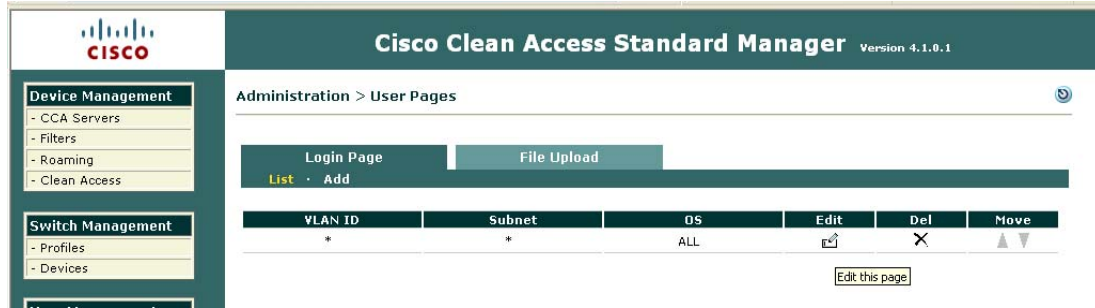 CISCO
Cisco Clean Access Standard Manager Version 4.1.0.1
Device Management
- CCA Servers
- Filters
- Roaming
- Clean Access
Switch Management
- Profiles
- Devices
Administration > User Pages
Login Page File Upload
List · Add
VLAN ID Subnet OS Edit Del Move
* * ALL
Edit this page